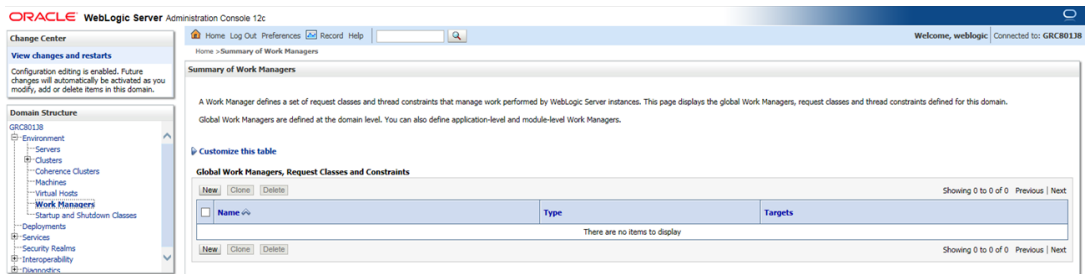 ORACLE WebLogic Server Administration Console 12c
Change Center
View changes and restarts
Configuration editing is enabled. Future
changes will automatically be activated as you
modify, add or delete items in this domain.
Domain Structure
GRC801J8
Environment
Servers
Clusters
Coherence Clusters
Machines
Virtual Hosts
Work Managers
Startup and Shutdown Classes
Deployments
Services
Security Realms
Interoperability
Diagnostics
Home Log Out Preferences Record Help
Welcome, weblogic Connected to: GRC801J8
Home >Summary of Work Managers
Summary of Work Managers
A Work Manager defines a set of request classes and thread constraints that manage work performed by WebLogic Server instances. This page displays the global Work Managers, request classes and thread constraints defined for this domain.
Global Work Managers are defined at the domain level. You can also define application-level and module-level Work Managers.
Customize this table
Global Work Managers, Request Classes and Constraints
New Clone Delete Showing 0 to 0 of 0 Previous | Next
Name Type Targets
There are no items to display
New Clone Delete Showing 0 to 0 of 0 Previous | Next